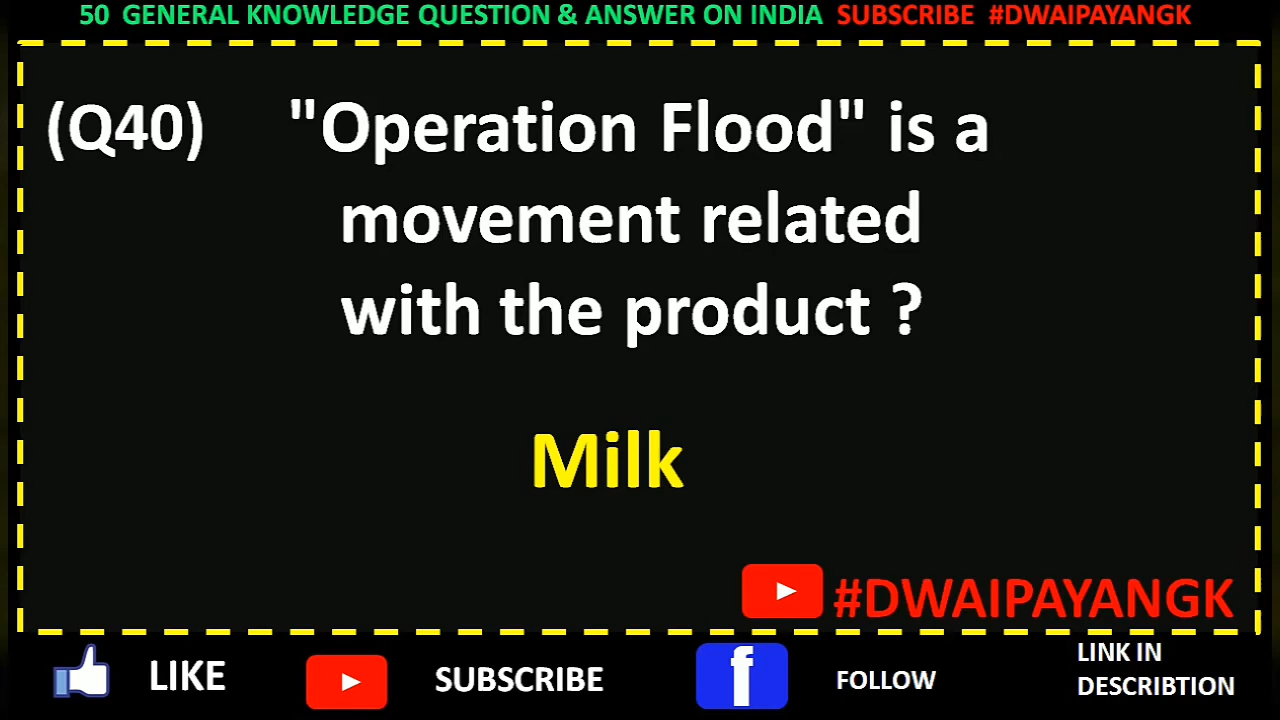 50 GENERAL KNOWLEDGE QUESTION & ANSWER ON INDIA SUBSCRIBE #DWAIPAYANGK
(Q40) "Operation Flood" is a
movement related
with the product ?
Milk
#DWAIPAYANGK
LIKE
SUBSCRIBE
f
FOLLOW
LINK IN
DESCRIBTION